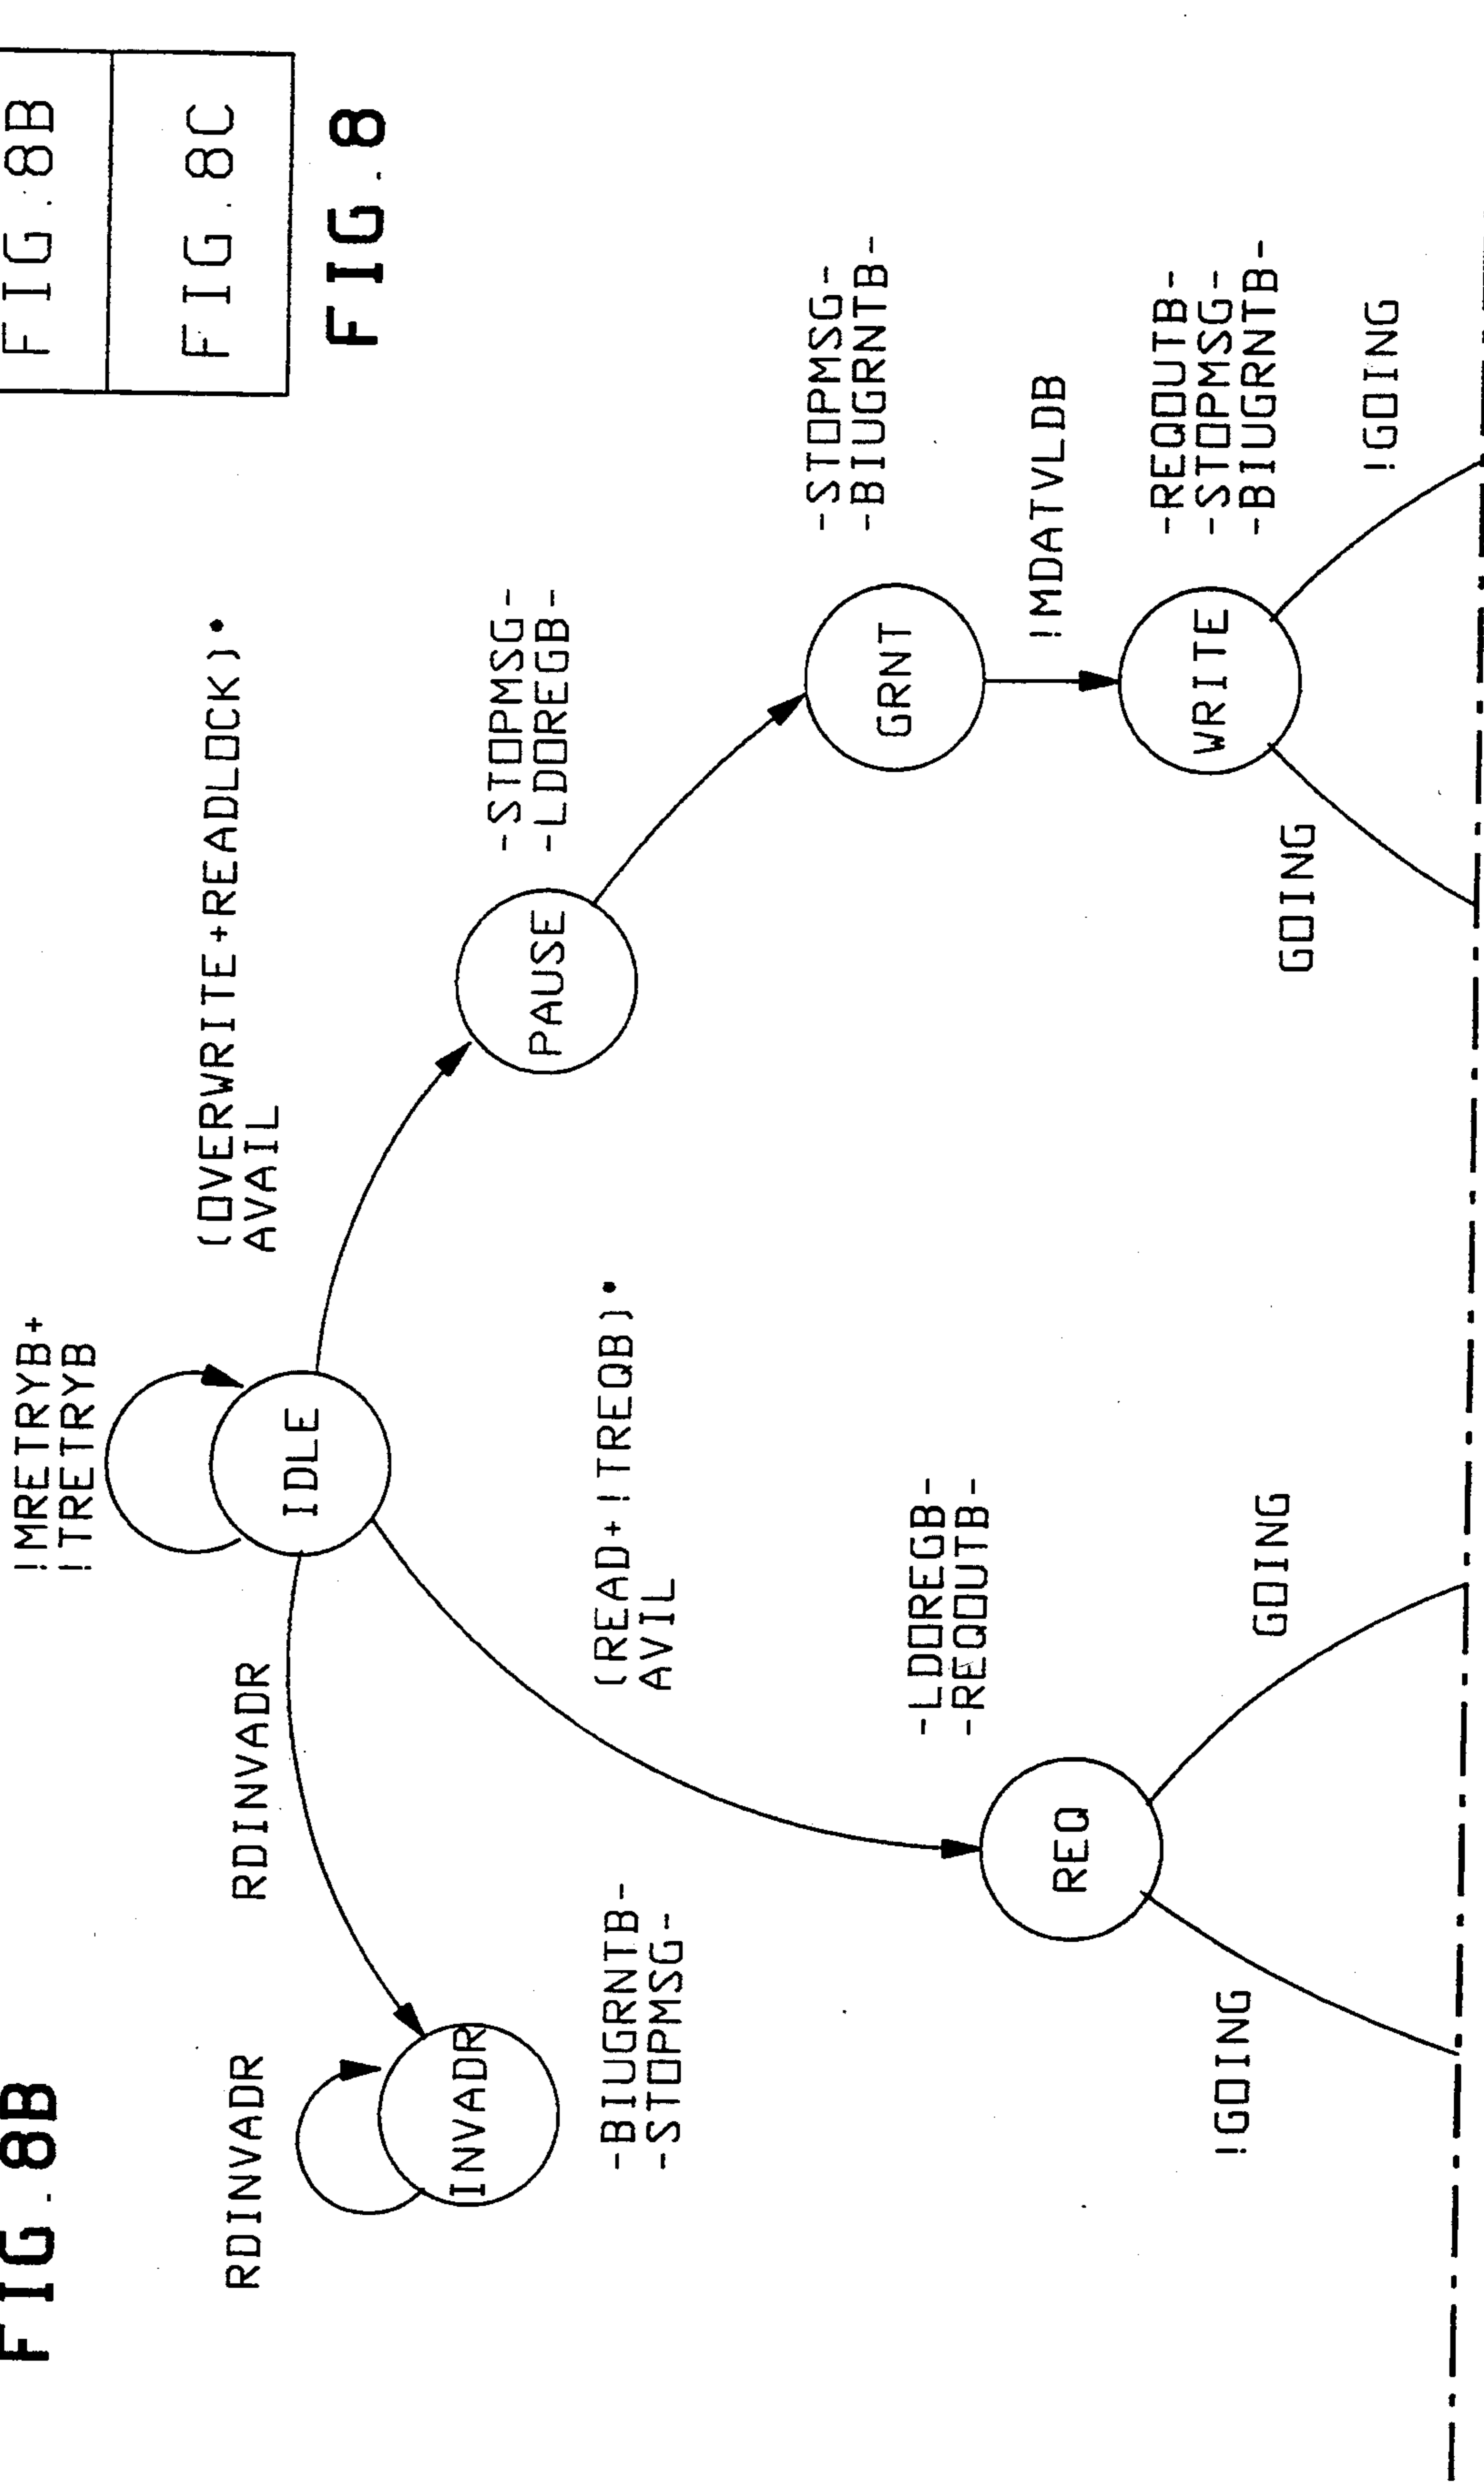 FIG. 8B
FIG. 8B
FIG. 8C
FIG. 8
!MRETRYB+
!TRETRYB
RDINVADR
RDINVADR
IDLE
(OVERWRITE+READLOCK)•
AVAIL
INVADR
-BIUGRNTB-
-STOPMSG-
(READ+!TREQB)•
AVIL
PAUSE
-STOPMSG-
-LDOREGB-
GRNT
-STOPMSG-
-BIUGRNTB-
!MDATVLDB
REQ
-LDOREGB-
-REQOUTB-
WRITE
-REQOUTB-
-STOPMSG-
-BIUGRNTB-
!GOING
GOING
GOING
!GOING